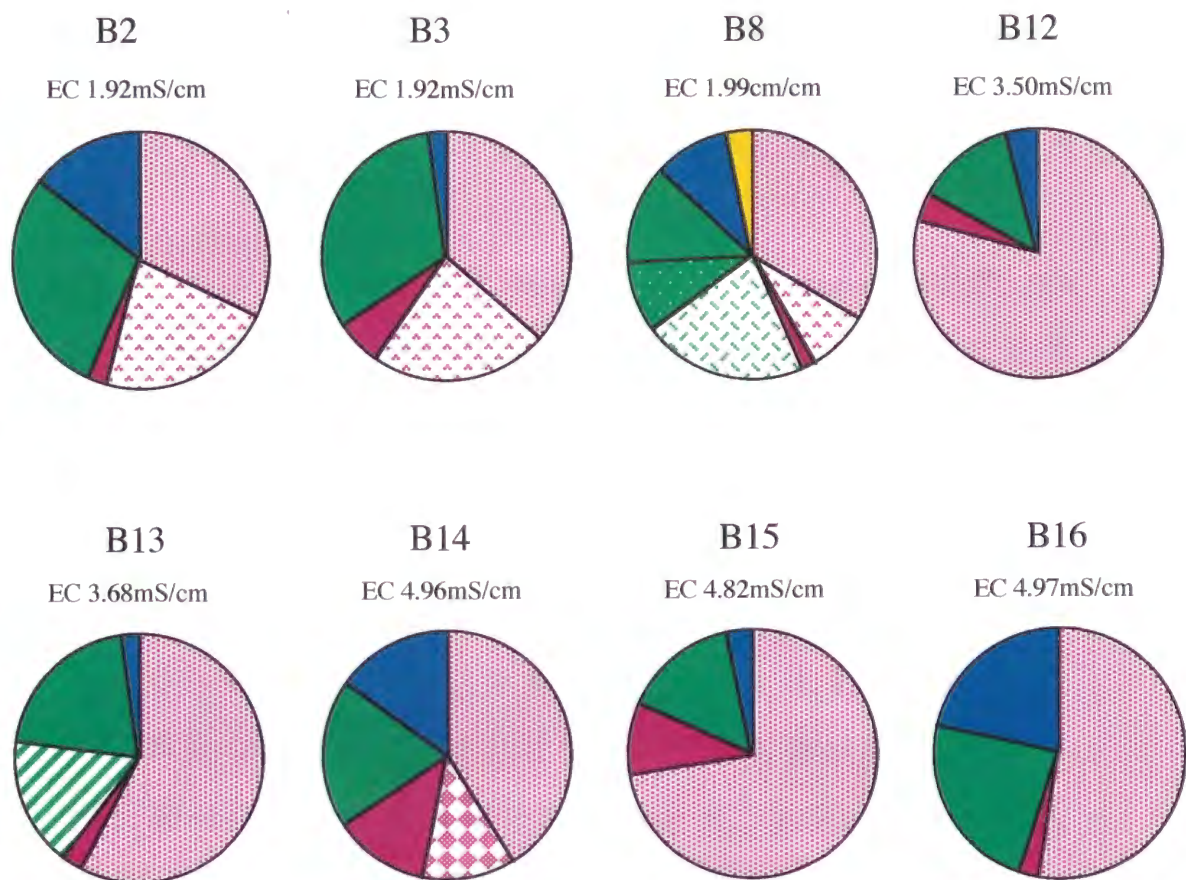 B2
B3
B8
B12
EC 1.92mS/cm
EC 1.92mS/cm
EC 1.99cm/cm
EC 3.50mS/cm
B13
B14
B15
B16
EC 3.68mS/cm
EC 4.96mS/cm
EC 4.82mS/cm
EC 4.97mS/cm